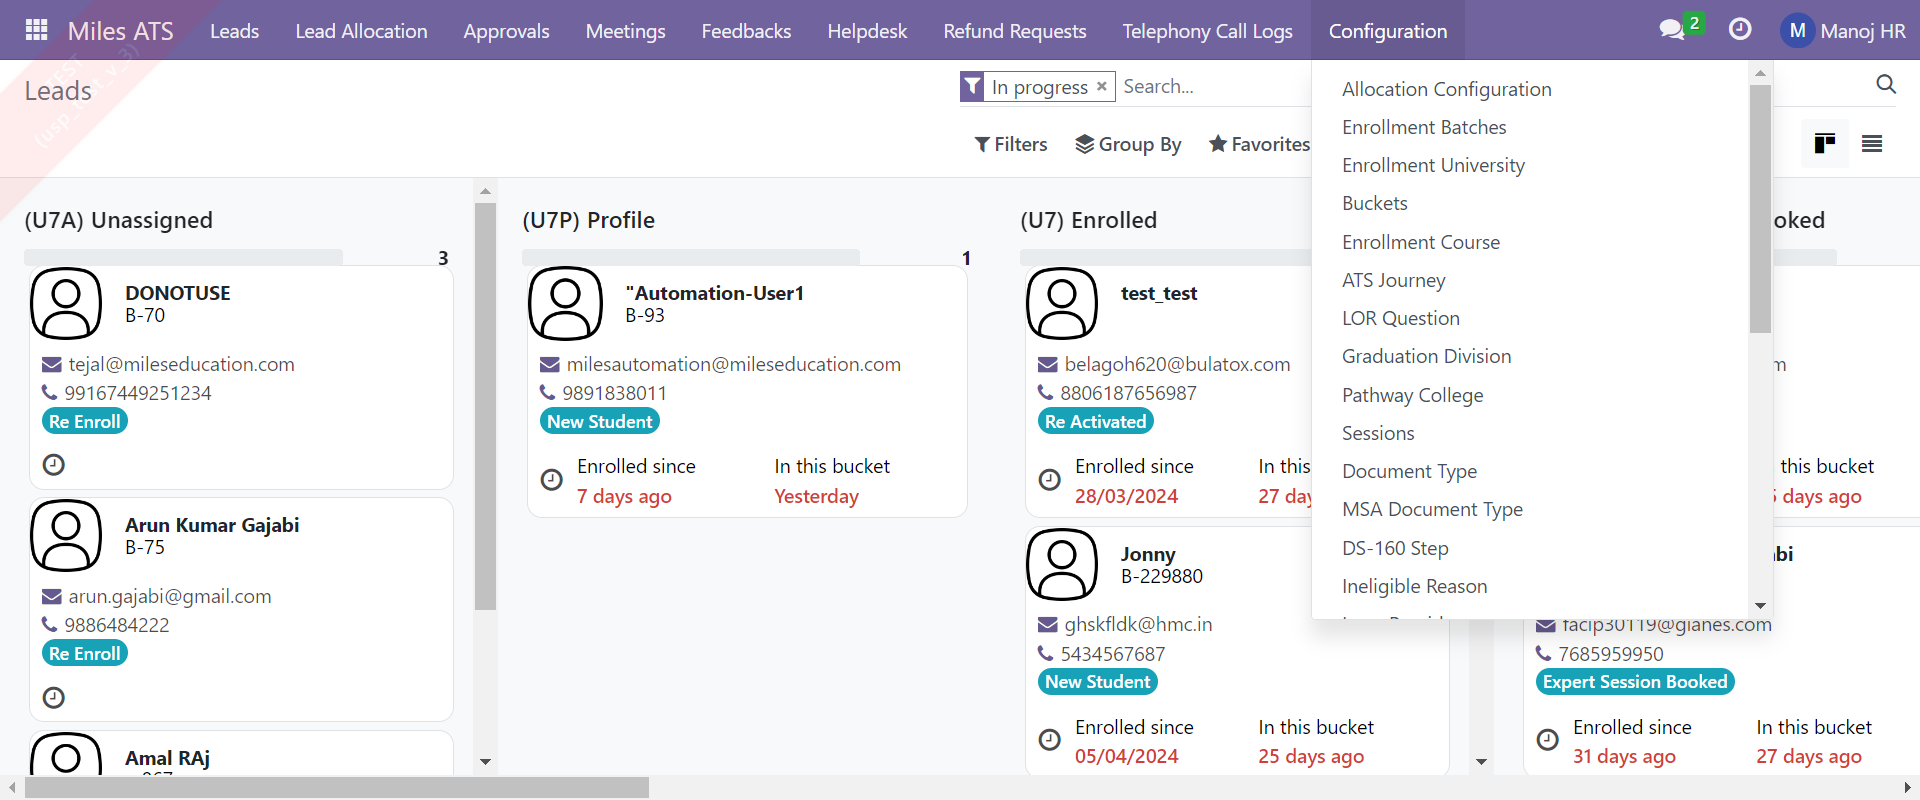 Miles ATS Leads Lead Allocation Approvals Meetings Feedbacks Helpdesk Refund Requests Telephony Call Logs Configuration 2 M Manoj HR
TEST
(usp_test_v_3)
Leads
In progress × Search...
Filters Group By Favorites
Allocation Configuration
Enrollment Batches
Enrollment University
Buckets
Enrollment Course
ATS Journey
LOR Question
Graduation Division
Pathway College
Sessions
Document Type
MSA Document Type
DS-160 Step
Ineligible Reason
(U7A) Unassigned
3
DONOTUSE
B-70
tejal@mileseducation.com
99167449251234
Re Enroll
Arun Kumar Gajabi
B-75
arun.gajabi@gmail.com
9886484222
Re Enroll
Amal RAj
(U7P) Profile
1
"Automation-User1
B-93
milesautomation@mileseducation.com
9891838011
New Student
Enrolled since In this bucket
7 days ago Yesterday
(U7) Enrolled
test_test
belagoh620@bulatox.com
8806187656987
Re Activated
Enrolled since In this
28/03/2024 27 day
Jonny
B-229880
ghskfldk@hmc.in
5434567687
New Student
Enrolled since In this bucket
05/04/2024 25 days ago
oked
m
this bucket
days ago
bi
facip30119@gianes.com
7685959950
Expert Session Booked
Enrolled since In this bucket
31 days ago 27 days ago